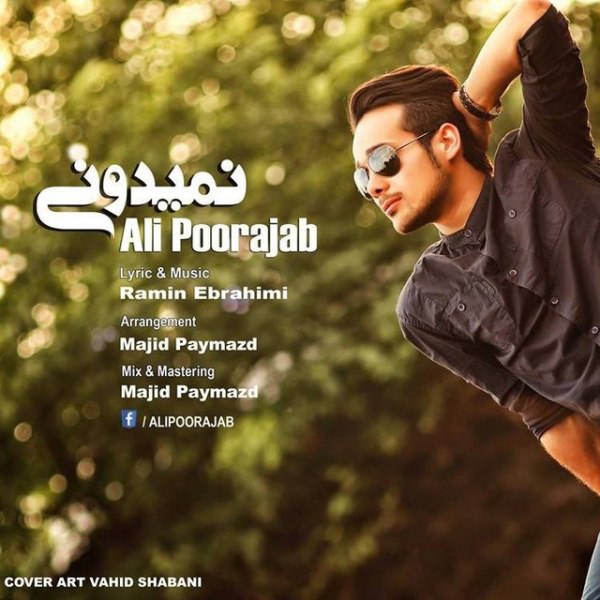 نمیدونی
Ali Poorajab
Lyric & Music
Ramin Ebrahimi
Arrangement
Majid Paymazd
Mix & Mastering
Majid Paymazd
f / ALIPOORAJAB
COVER ART VAHID SHABANI